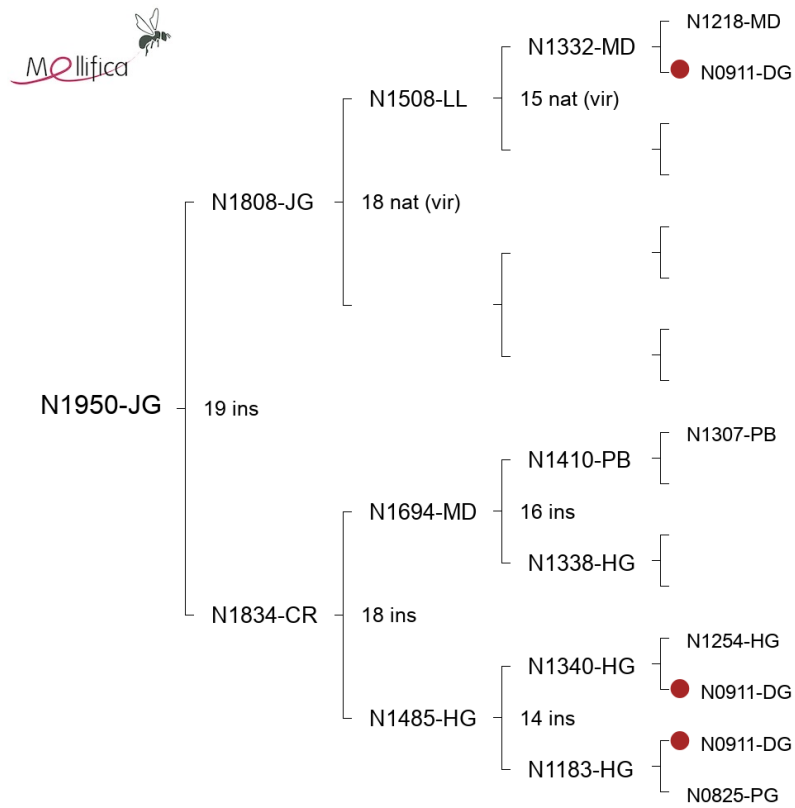 Mellifica
N1218-MD
N1332-MD
N0911-DG
N1508-LL
15 nat (vir)
N1808-JG
18 nat (vir)
N1950-JG
19 ins
N1307-PB
N1410-PB
N1694-MD
16 ins
N1338-HG
N1834-CR
18 ins
N1254-HG
N1340-HG
N0911-DG
N1485-HG
14 ins
N0911-DG
N1183-HG
N0825-PG